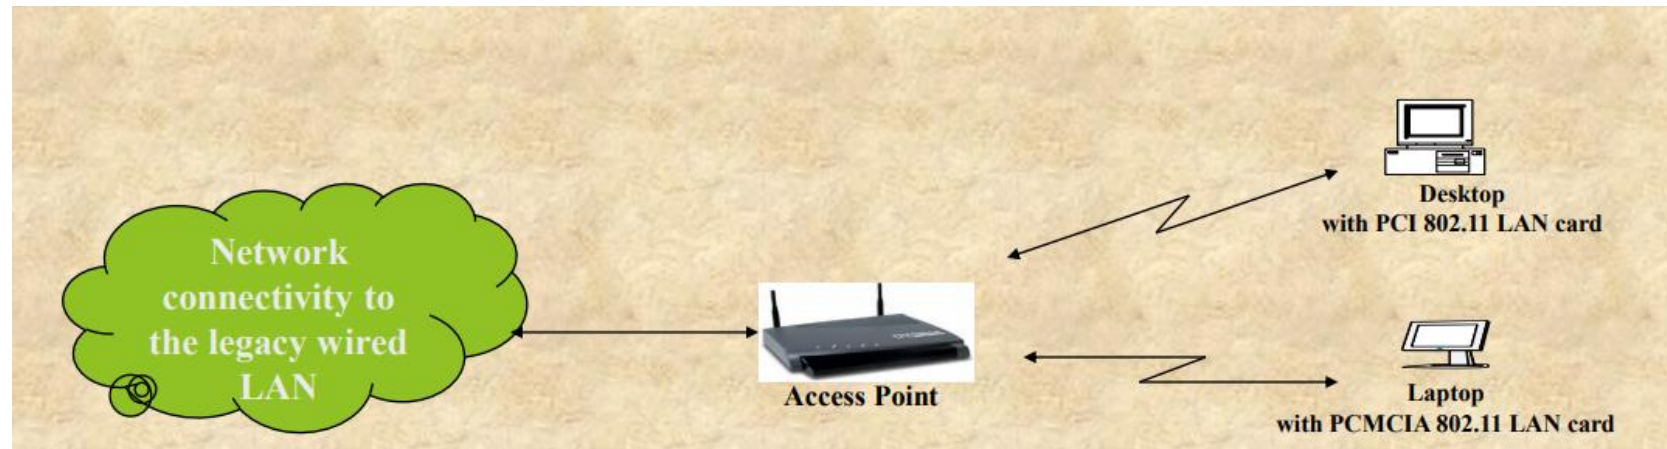 Network
connectivity to
the legacy wired
LAN
Access Point
Desktop
with PCI 802.11 LAN card
Laptop
with PCMCIA 802.11 LAN card